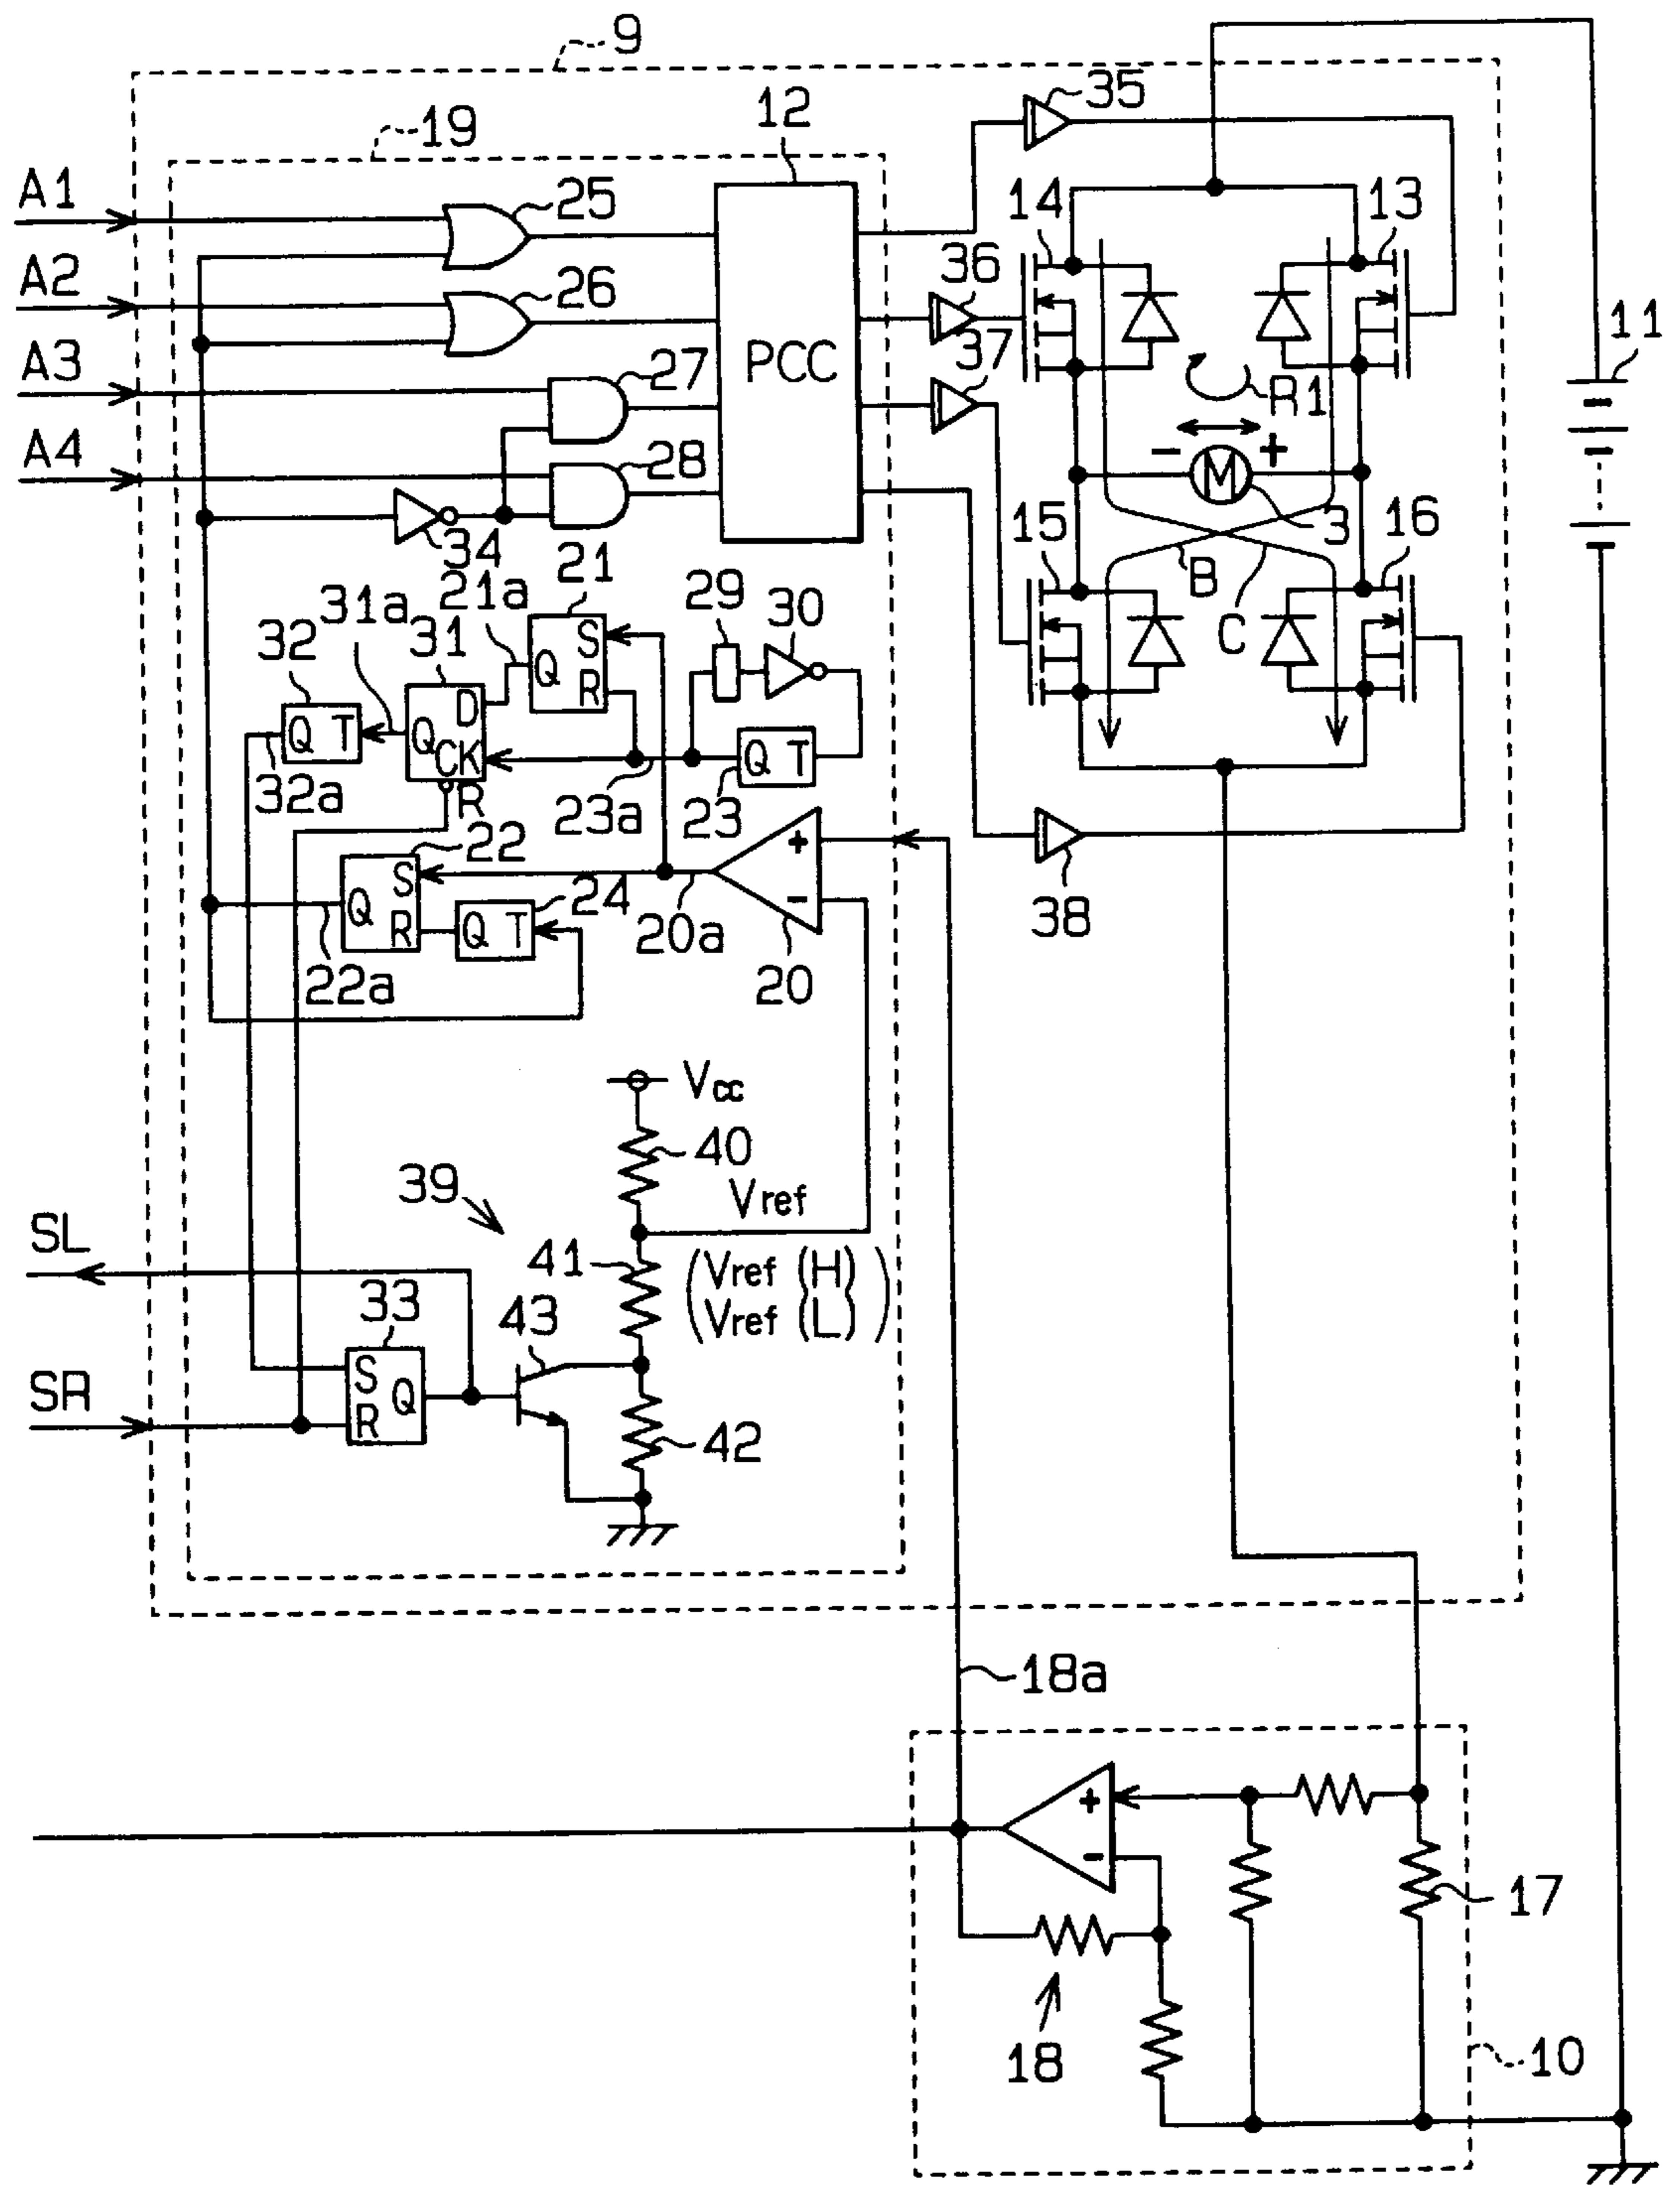 9
35
12
19
A1
25
14
13
A2
26
36
11
A3
27
PCC
37
R1
A4
28
- +
M
34
15
3
16
21
B
C
21a
29
30
31a
31
S
32
Q
R
D
Q T
Q
CK
Q T
32a
R
23a
23
22
+
S
24
-
Q
R
Q T
20a
38
22a
20
Vcc
40
39
Vref
SL
41
(Vref (H))
(Vref (L))
33
43
S
SR
Q
R
42
18a
+
-
17
18
10